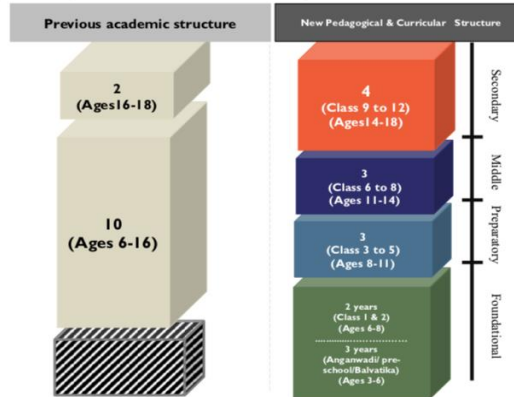 Previous academic structure
New Pedagogical & Curricular Structure
2
(Ages16-18)
10
(Ages 6-16)
4
(Class 9 to 12)
(Ages14-18)
3
(Class 6 to 8)
(Ages 11-14)
3
(Class 3 to 5)
(Ages 8-11)
2 years
(Class 1 & 2)
(Ages 6-8)
3 years
(Anganwadi/ pre-
school/Balvatika)
(Ages 3-6)
Secondary
Middle
Preparatory
Foundational